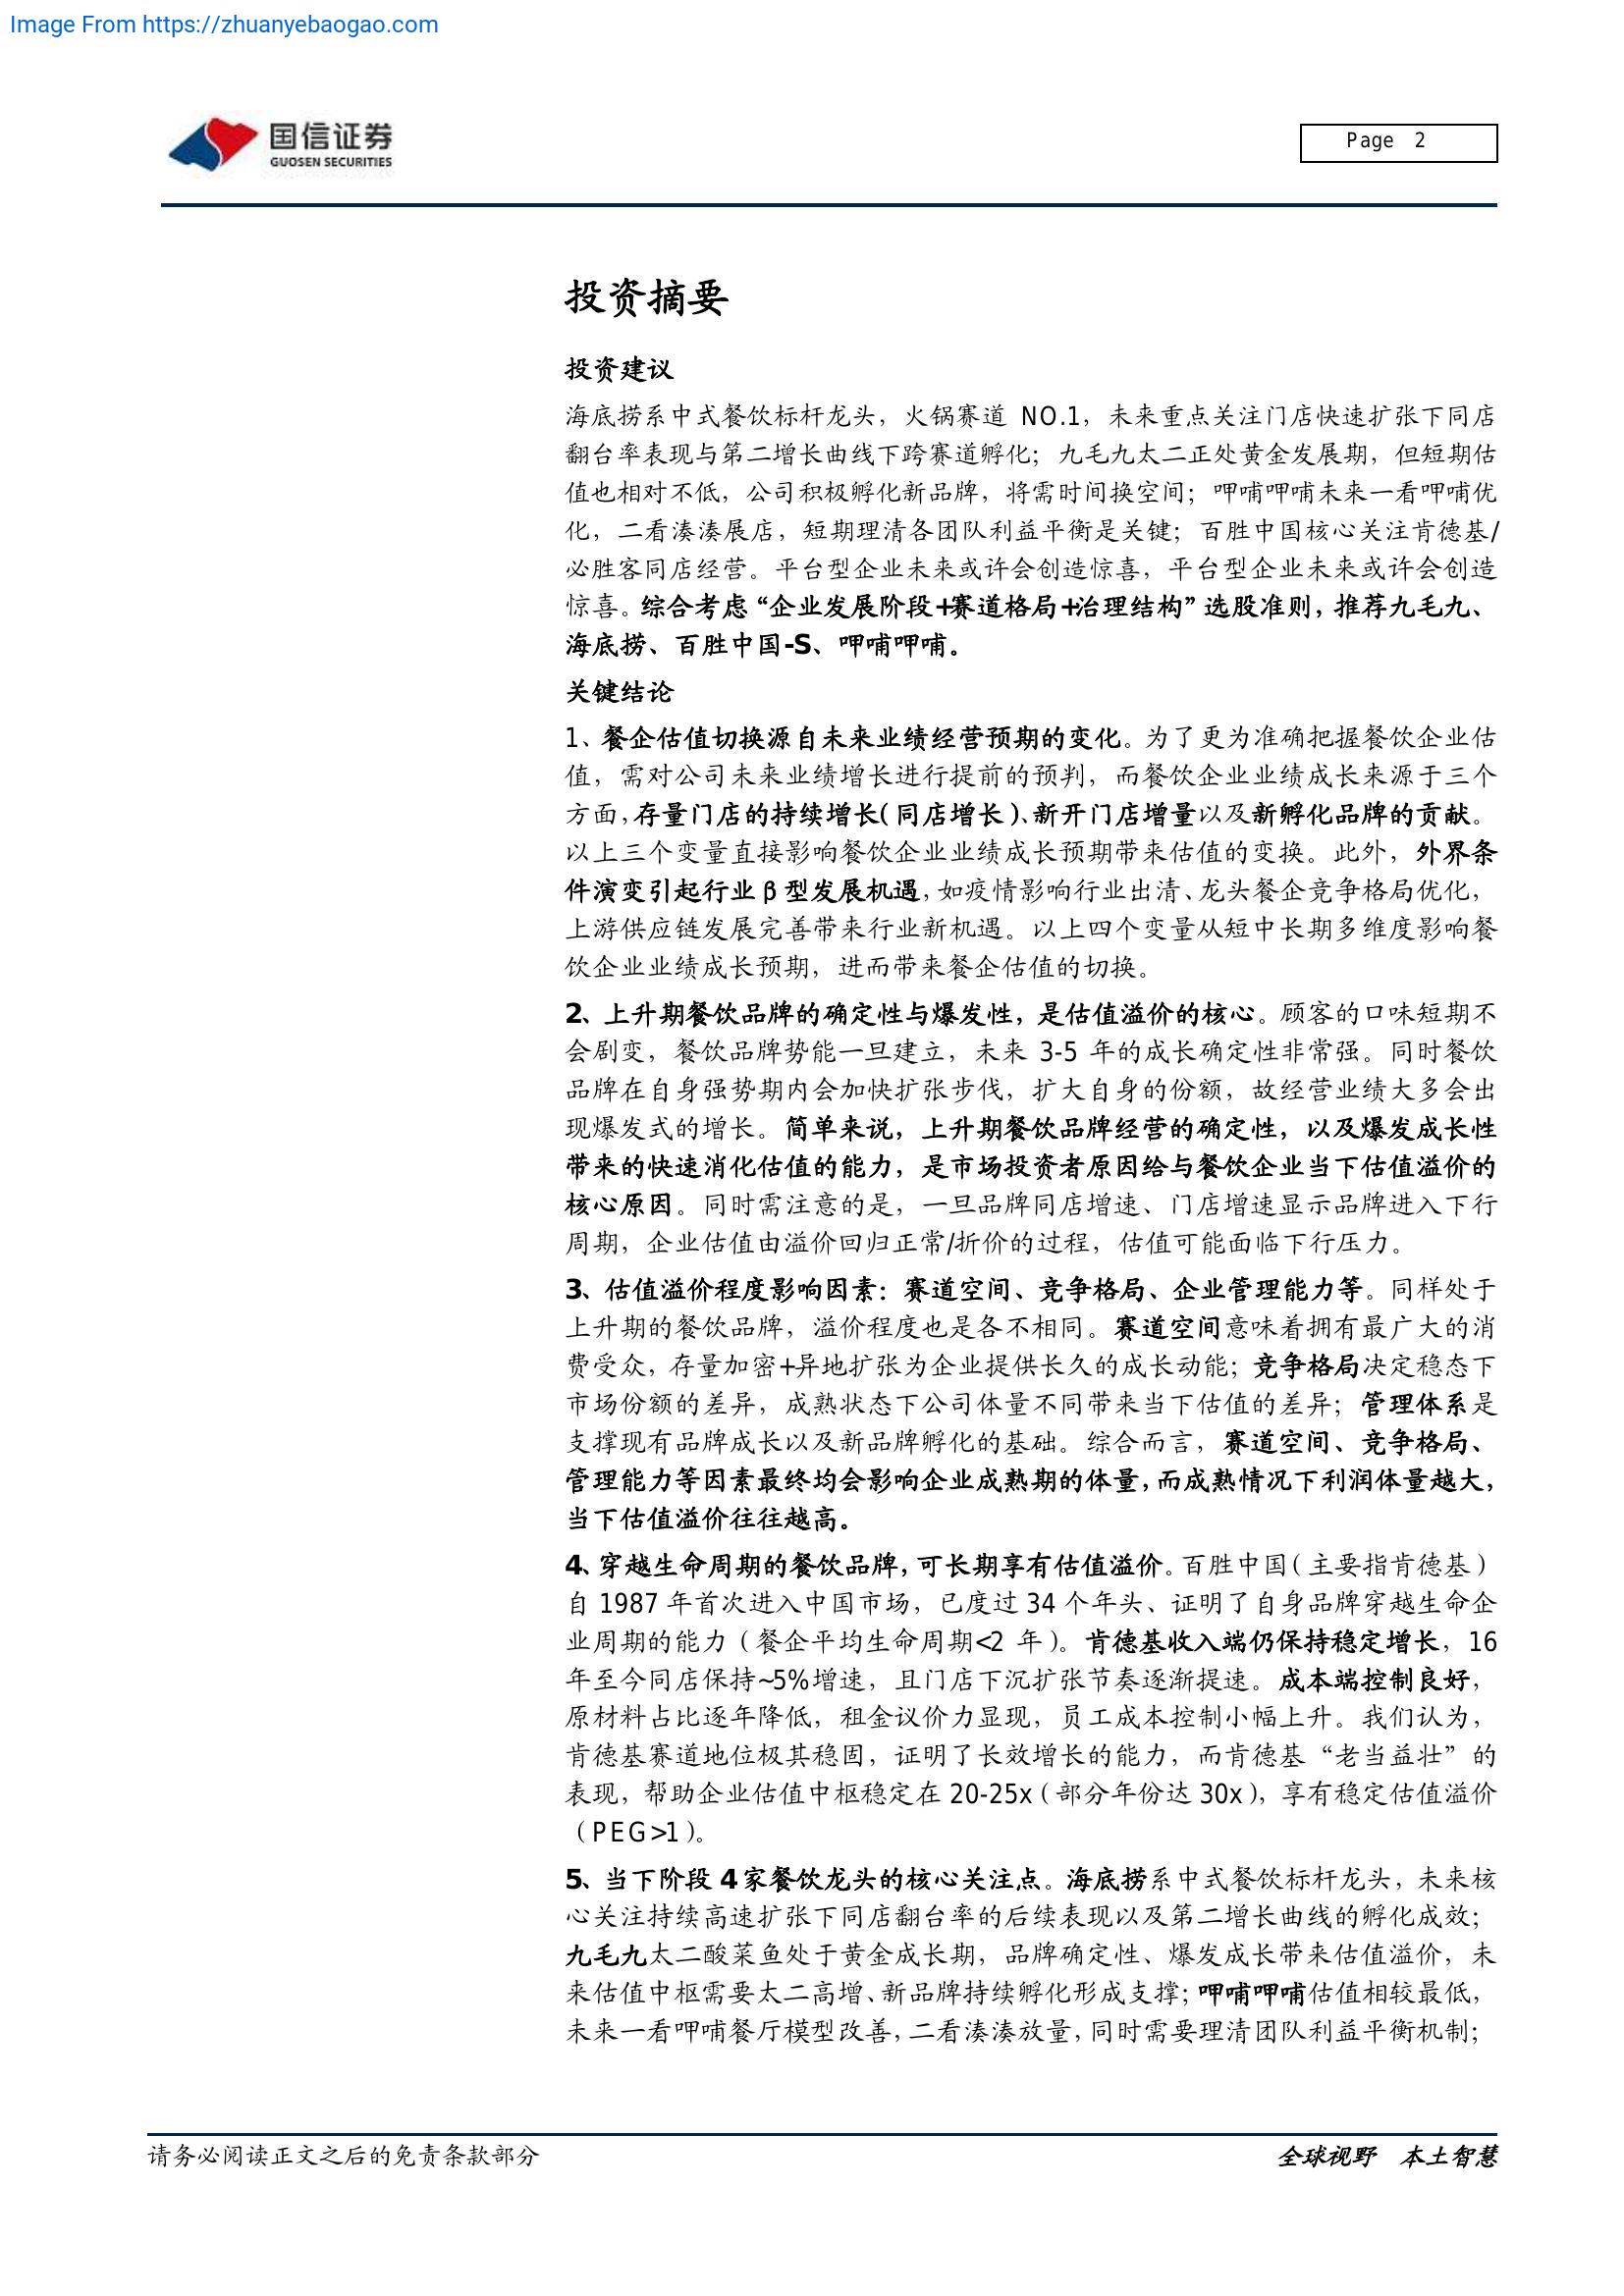 Image From https://zhuanyebaogao.com
国信证券
GUOSEN SECURITIES
Page 2
投资摘要
投资建议
海底捞系中式餐饮标杆龙头，火锅赛道 NO.1，未来重点关注门店快速扩张下同店
翻台率表现与第二增长曲线下跨赛道孵化；九毛九太二正处黄金发展期，但短期估
值也相对不低，公司积极孵化新品牌，将需时间换空间；呷哺呷哺未来一看呷哺优
化，二看湊湊展店，短期理清各团队利益平衡是关键；百胜中国核心关注肯德基/
必胜客同店经营。平台型企业未来或许会创造惊喜，平台型企业未来或许会创造
惊喜。综合考虑“企业发展阶段+赛道格局+治理结构”选股准则，推荐九毛九、
海底捞、百胜中国-S、呷哺呷哺。
关键结论
1、餐企估值切换源自未来业绩经营预期的变化。为了更为准确把握餐饮企业估
值，需对公司未来业绩增长进行提前的预判，而餐饮企业业绩成长来源于三个
方面，存量门店的持续增长（同店增长）、新开门店增量以及新孵化品牌的贡献。
以上三个变量直接影响餐饮企业业绩成长预期带来估值的变换。此外，外界条
件演变引起行业 β 型发展机遇，如疫情影响行业出清、龙头餐企竞争格局优化，
上游供应链发展完善带来行业新机遇。以上四个变量从短中长期多维度影响餐
饮企业业绩成长预期，进而带来餐企估值的切换。
2、上升期餐饮品牌的确定性与爆发性，是估值溢价的核心。顾客的口味短期不
会剧变，餐饮品牌势能一旦建立，未来 3-5 年的成长确定性非常强。同时餐饮
品牌在自身强势期内会加快扩张步伐，扩大自身的份额，故经营业绩大多会出
现爆发式的增长。简单来说，上升期餐饮品牌经营的确定性，以及爆发成长性
带来的快速消化估值的能力，是市场投资者原因给与餐饮企业当下估值溢价的
核心原因。同时需注意的是，一旦品牌同店增速、门店增速显示品牌进入下行
周期，企业估值由溢价回归正常/折价的过程，估值可能面临下行压力。
3、估值溢价程度影响因素：赛道空间、竞争格局、企业管理能力等。同样处于
上升期的餐饮品牌，溢价程度也是各不相同。赛道空间意味着拥有最广大的消
费受众，存量加密+异地扩张为企业提供长久的成长动能；竞争格局决定稳态下
市场份额的差异，成熟状态下公司体量不同带来当下估值的差异；管理体系是
支撑现有品牌成长以及新品牌孵化的基础。综合而言，赛道空间、竞争格局、
管理能力等因素最终均会影响企业成熟期的体量，而成熟情况下利润体量越大，
当下估值溢价往往越高。
4、穿越生命周期的餐饮品牌，可长期享有估值溢价。百胜中国（主要指肯德基）
自 1987 年首次进入中国市场，已度过 34 个年头、证明了自身品牌穿越生命企
业周期的能力（餐企平均生命周期<2 年）。肯德基收入端仍保持稳定增长，16
年至今同店保持~5%增速，且门店下沉扩张节奏逐渐提速。成本端控制良好，
原材料占比逐年降低，租金议价力显现，员工成本控制小幅上升。我们认为，
肯德基赛道地位极其稳固，证明了长效增长的能力，而肯德基“老当益壮”的
表现，帮助企业估值中枢稳定在 20-25x（部分年份达 30x），享有稳定估值溢价
（PEG>1）。
5、当下阶段 4 家餐饮龙头的核心关注点。海底捞系中式餐饮标杆龙头，未来核
心关注持续高速扩张下同店翻台率的后续表现以及第二增长曲线的孵化成效；
九毛九太二酸菜鱼处于黄金成长期，品牌确定性、爆发成长带来估值溢价，未
来估值中枢需要太二高增、新品牌持续孵化形成支撑；呷哺呷哺估值相较最低，
未来一看呷哺餐厅模型改善，二看湊湊放量，同时需要理清团队利益平衡机制；
请务必阅读正文之后的免责条款部分
全球视野 本土智慧